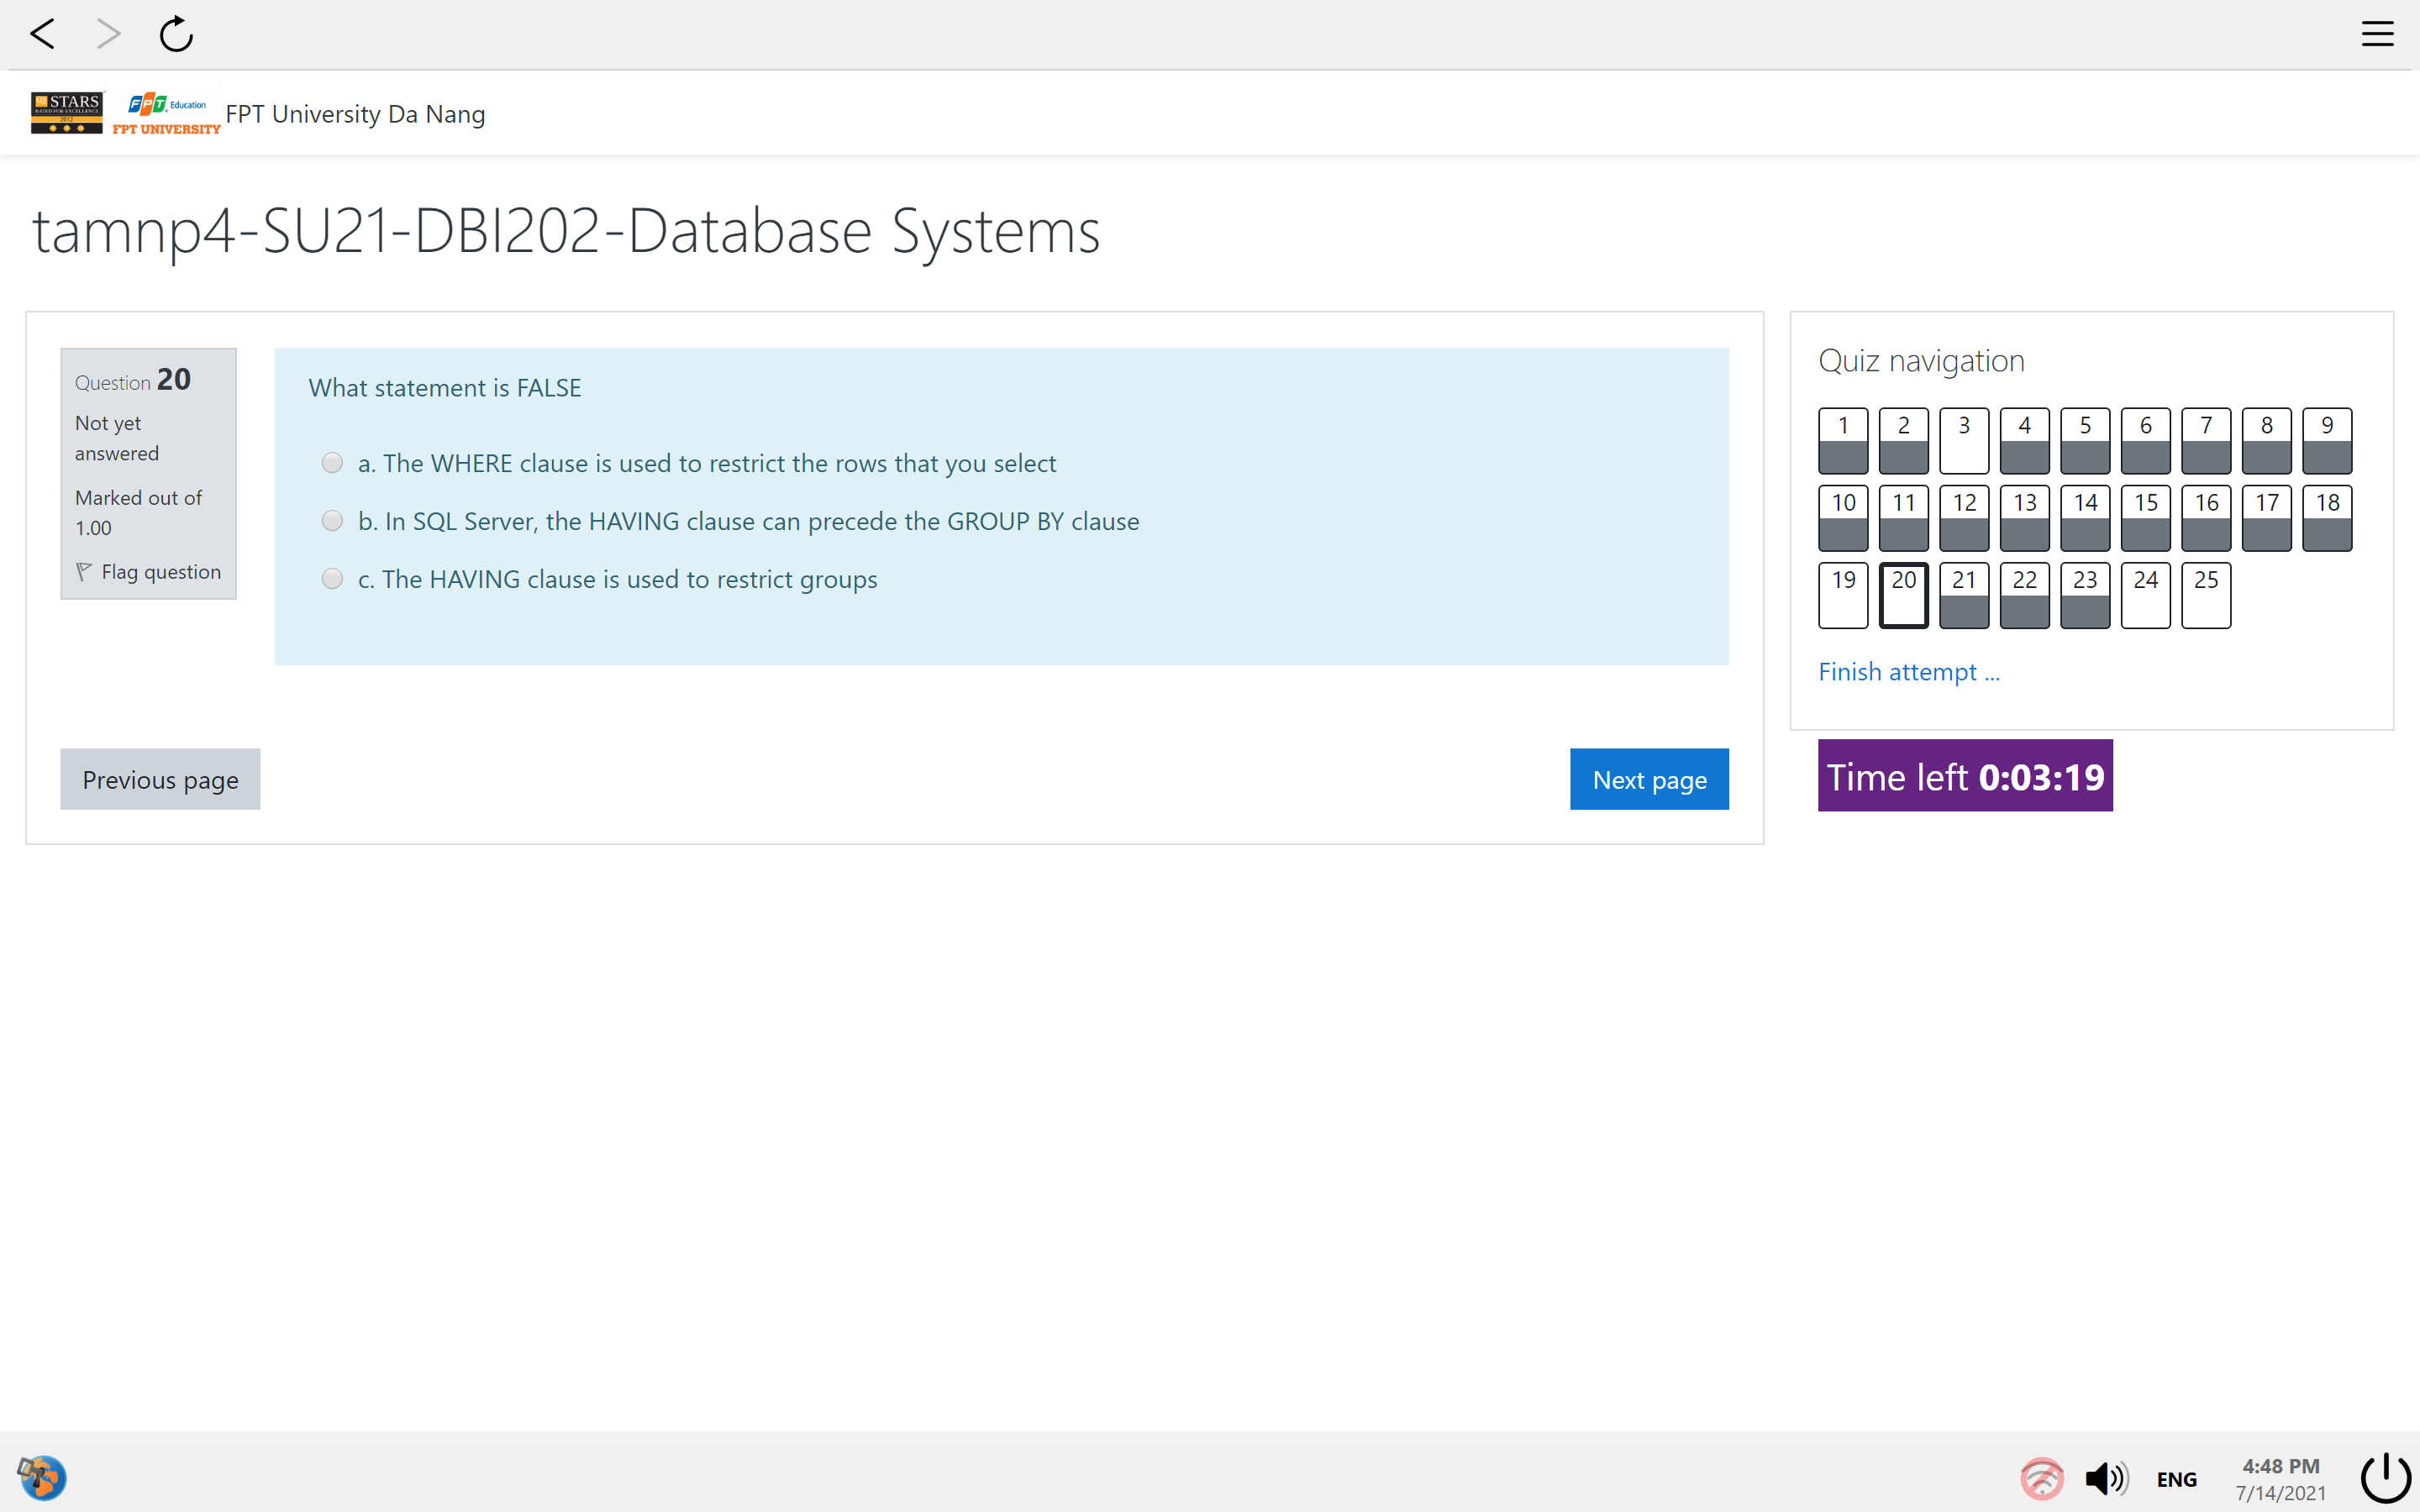 STARS
RATED FOR EXCELLENCE
2012
FPT Education
FPT UNIVERSITY
FPT University Da Nang
tamnp4-SU21-DBI202-Database Systems
Question 20
Not yet
answered
Marked out of
1.00
Flag question
What statement is FALSE
a. The WHERE clause is used to restrict the rows that you select
b. In SQL Server, the HAVING clause can precede the GROUP BY clause
c. The HAVING clause is used to restrict groups
Previous page
Next page
Quiz navigation
1 2 3 4 5 6 7 8 9
10 11 12 13 14 15 16 17 18
19 20 21 22 23 24 25
Finish attempt ...
Time left 0:03:19
ENG
4:48 PM
7/14/2021